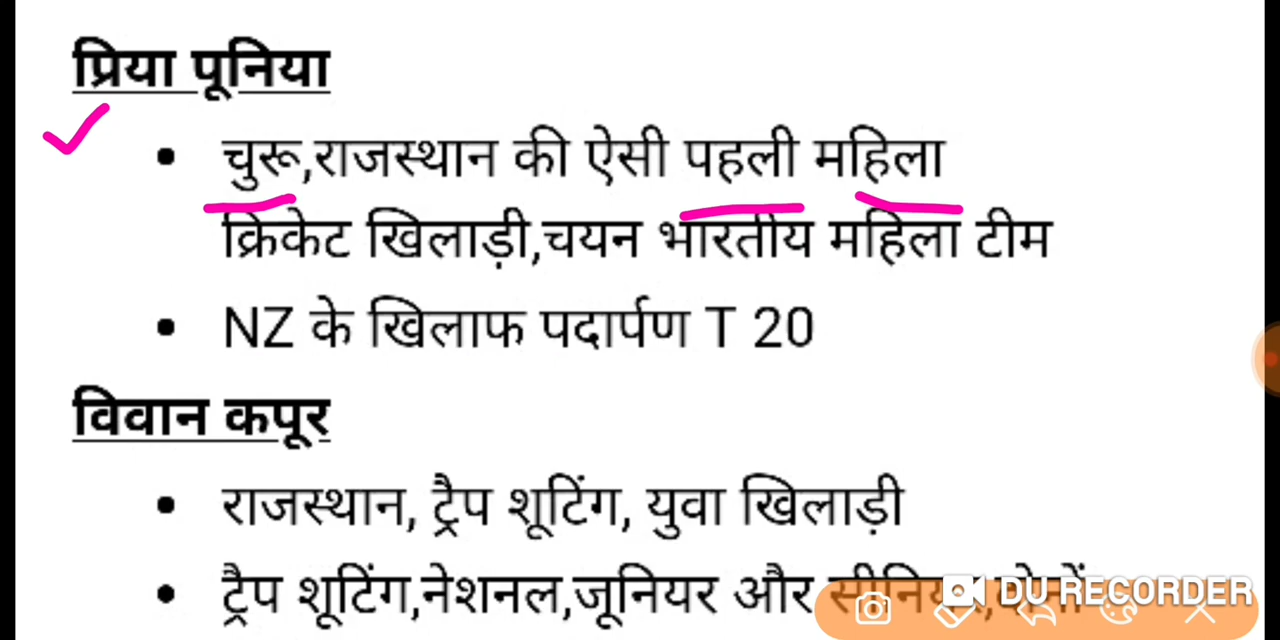 प्रिया पूनिया
• चुरू,राजस्थान की ऐसी पहली महिला
क्रिकेट खिलाड़ी,चयन भारतीय महिला टीम
• NZ के खिलाफ पदार्पण T 20
विवान कपूर
• राजस्थान, ट्रैप शूटिंग, युवा खिलाड़ी
• ट्रैप शूटिंग,नेशनल,जूनियर और
DU RECORDER